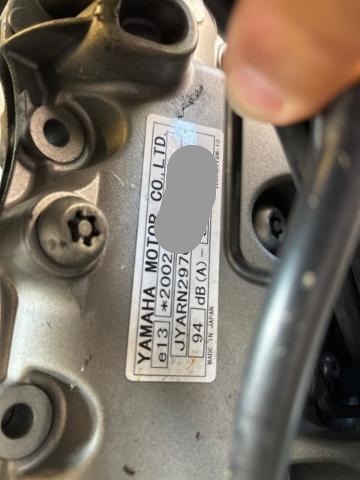 YAMAHA MOTOR CO.,LTD.
e13 *2002
JYARN297
94 dB(A)-
MADE IN JAPAN